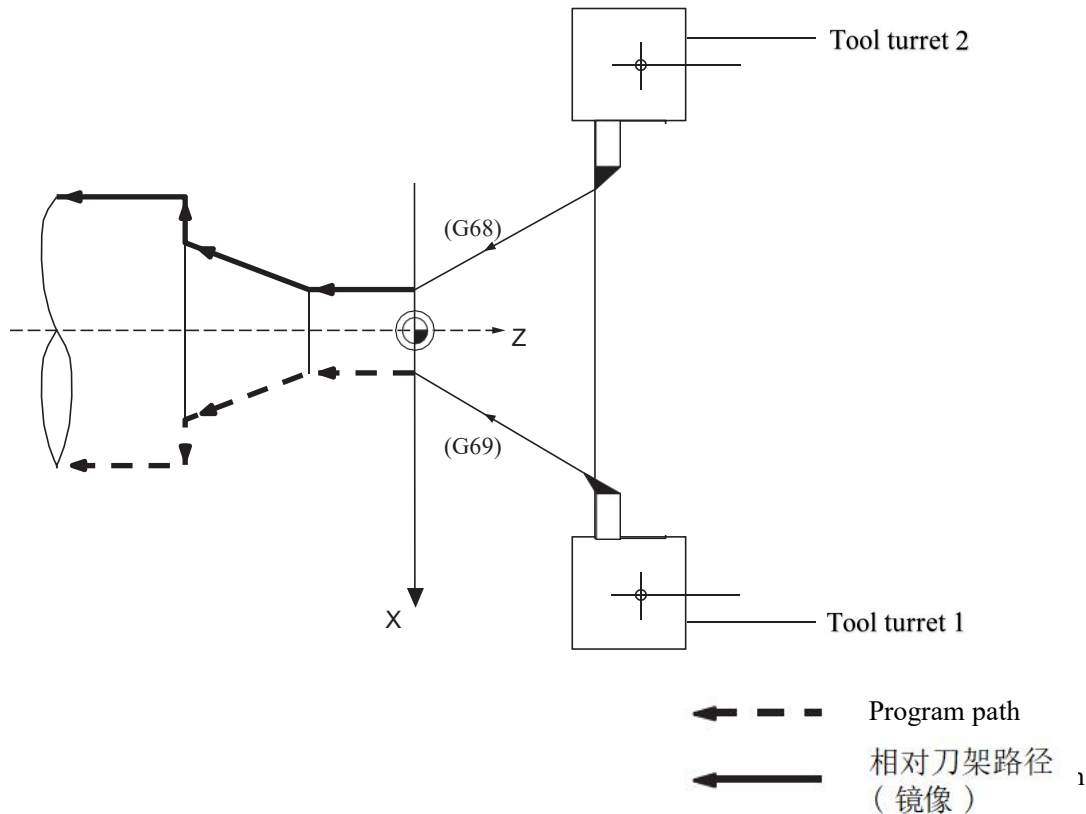 Tool turret 2
(G68)
Z
(G69)
X
Tool turret 1
Program path
相对刀架路径
n
（ 镜像 ）